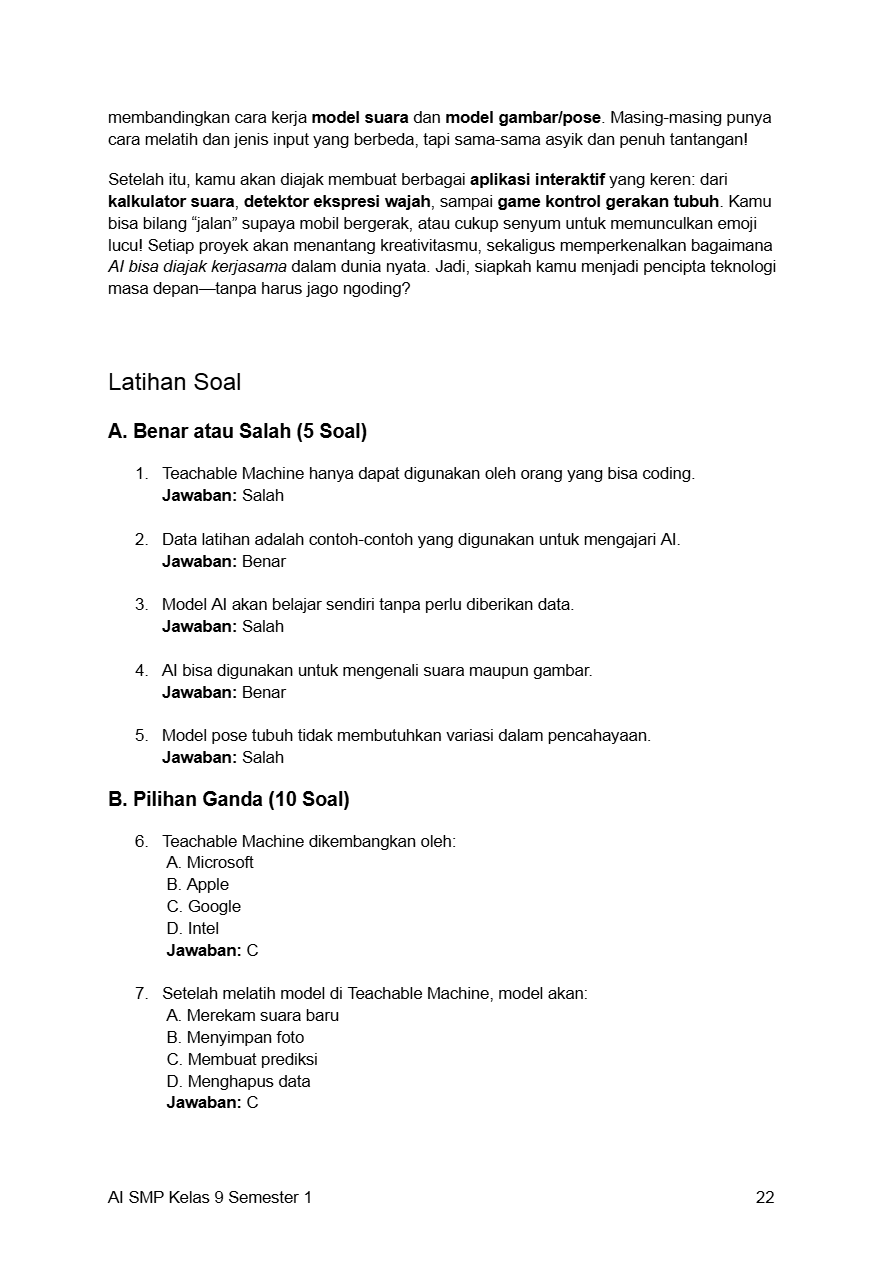 membandingkan cara kerja model suara dan model gambar/pose. Masing-masing punya
cara melatih dan jenis input yang berbeda, tapi sama-sama asyik dan penuh tantangan!
Setelah itu, kamu akan diajak membuat berbagai aplikasi interaktif yang keren: dari
kalkulator suara, detektor ekspresi wajah, sampai game kontrol gerakan tubuh. Kamu
bisa bilang “jalan” supaya mobil bergerak, atau cukup senyum untuk memunculkan emoji
lucu! Setiap proyek akan menantang kreativitasmu, sekaligus memperkenalkan bagaimana
AI bisa diajak kerjasama dalam dunia nyata. Jadi, siapkah kamu menjadi pencipta teknologi
masa depan—tanpa harus jago ngoding?
Latihan Soal
A. Benar atau Salah (5 Soal)
1. Teachable Machine hanya dapat digunakan oleh orang yang bisa coding.
Jawaban: Salah
2. Data latihan adalah contoh-contoh yang digunakan untuk mengajari AI.
Jawaban: Benar
3. Model AI akan belajar sendiri tanpa perlu diberikan data.
Jawaban: Salah
4. AI bisa digunakan untuk mengenali suara maupun gambar.
Jawaban: Benar
5. Model pose tubuh tidak membutuhkan variasi dalam pencahayaan.
Jawaban: Salah
B. Pilihan Ganda (10 Soal)
6. Teachable Machine dikembangkan oleh:
A. Microsoft
B. Apple
C. Google
D. Intel
Jawaban: C
7. Setelah melatih model di Teachable Machine, model akan:
A. Merekam suara baru
B. Menyimpan foto
C. Membuat prediksi
D. Menghapus data
Jawaban: C
AI SMP Kelas 9 Semester 1 22